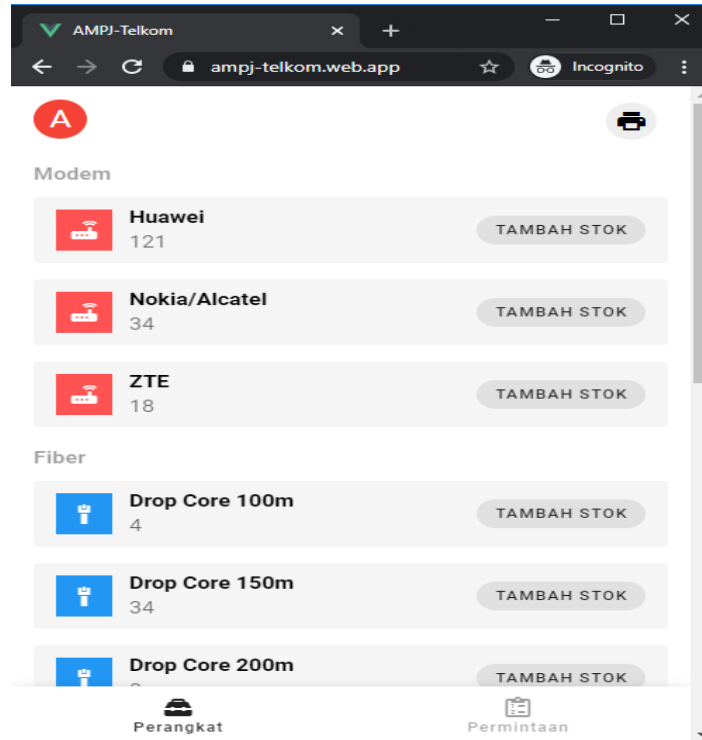 AMPJ-Telkom
ampj-telkom.web.app
Incognito
A
Modem
Huawei
121
TAMBAH STOK
Nokia/Alcatel
34
TAMBAH STOK
ZTE
18
TAMBAH STOK
Fiber
Drop Core 100m
4
TAMBAH STOK
Drop Core 150m
34
TAMBAH STOK
Drop Core 200m
TAMBAH STOK
Perangkat
Permintaan